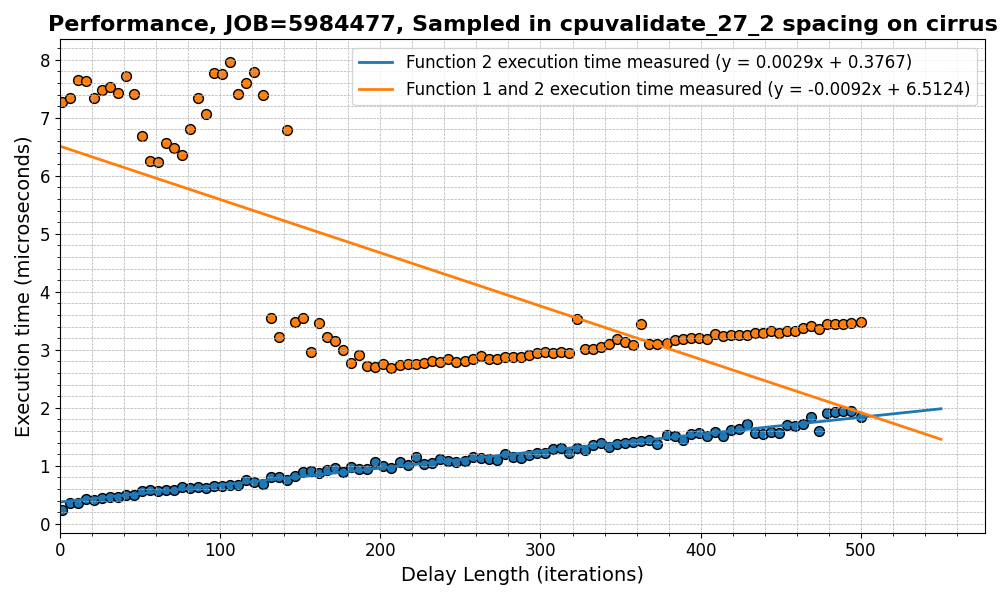 Performance, JOB=5984477, Sampled in cpuvalidate_27_2 spacing on cirrus
Function 2 execution time measured (y = 0.0029x + 0.3767)
Function 1 and 2 execution time measured (y = -0.0092x + 6.5124)
Execution time (microseconds)
8
7
6
5
4
3
2
1
0
0 100 200 300 400 500
Delay Length (iterations)